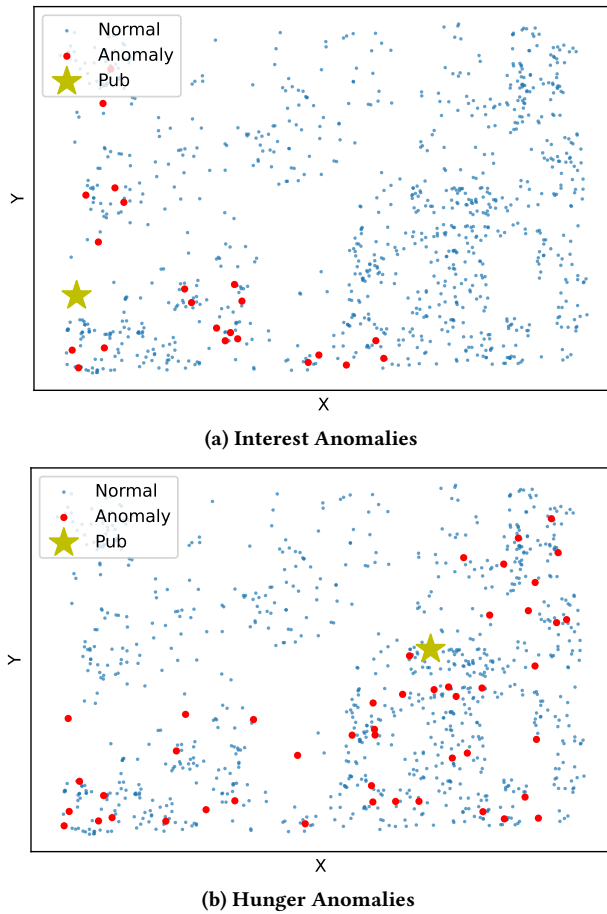 Normal
Anomaly
Pub
Y
X
(a) Interest Anomalies
Normal
Anomaly
Pub
Y
X
(b) Hunger Anomalies